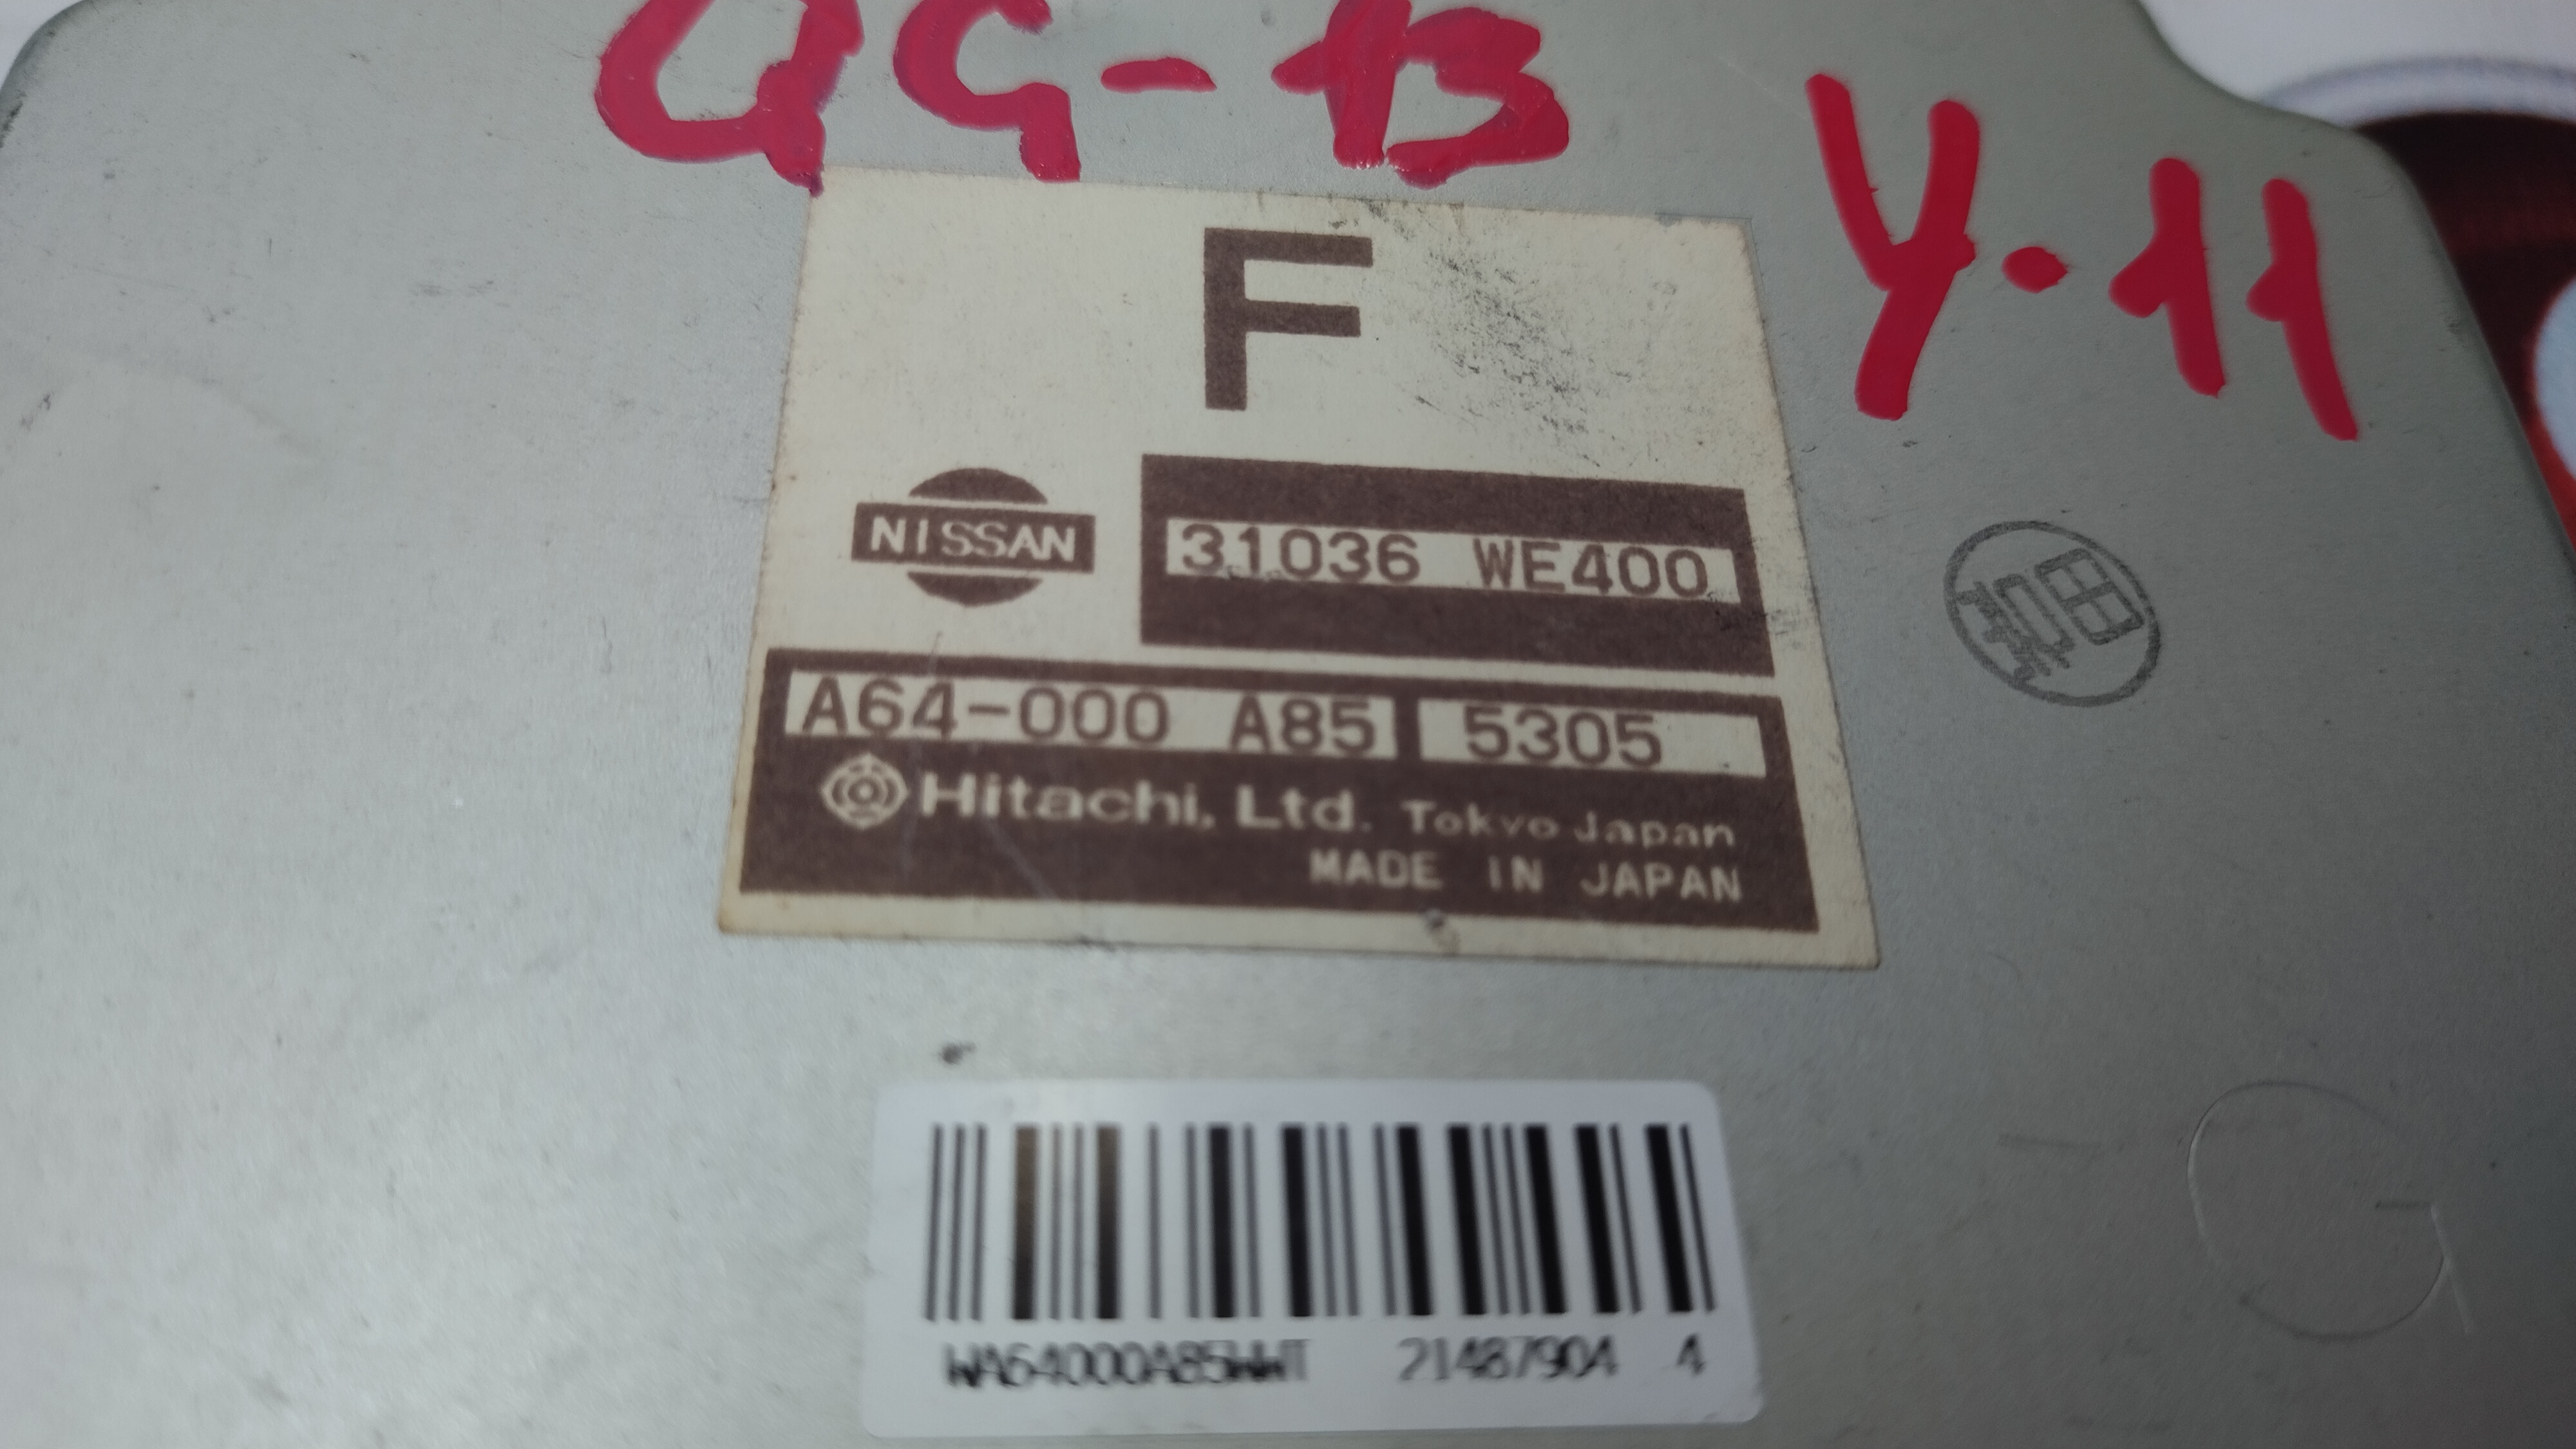 QG-13
Y.11
F
NISSAN
31036 WE400
A64-000 A85 5305
Hitachi, Ltd. Tokyo Japan
MADE IN JAPAN
WA64000A85WWT 21487904 4